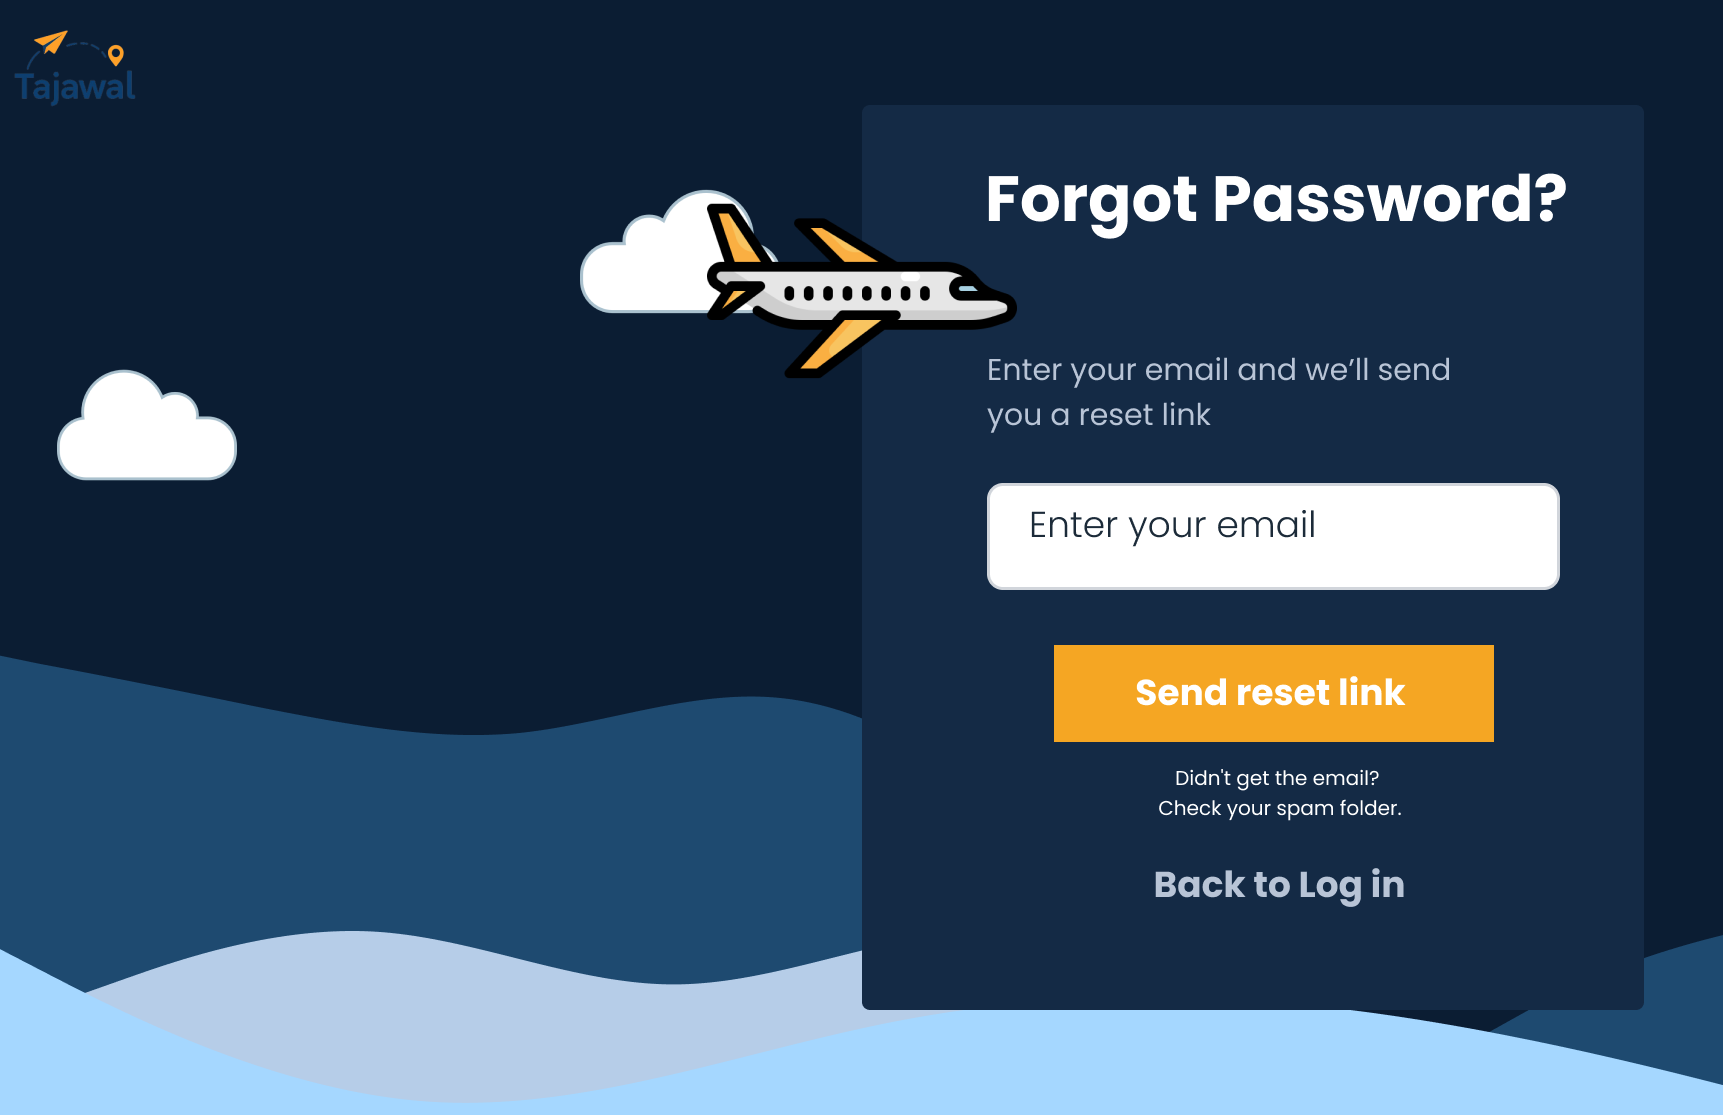 Tajawal
Forgot Password?
Enter your email and we’ll send
you a reset link
Enter your email
Send reset link
Didn't get the email?
Check your spam folder.
Back to Log in